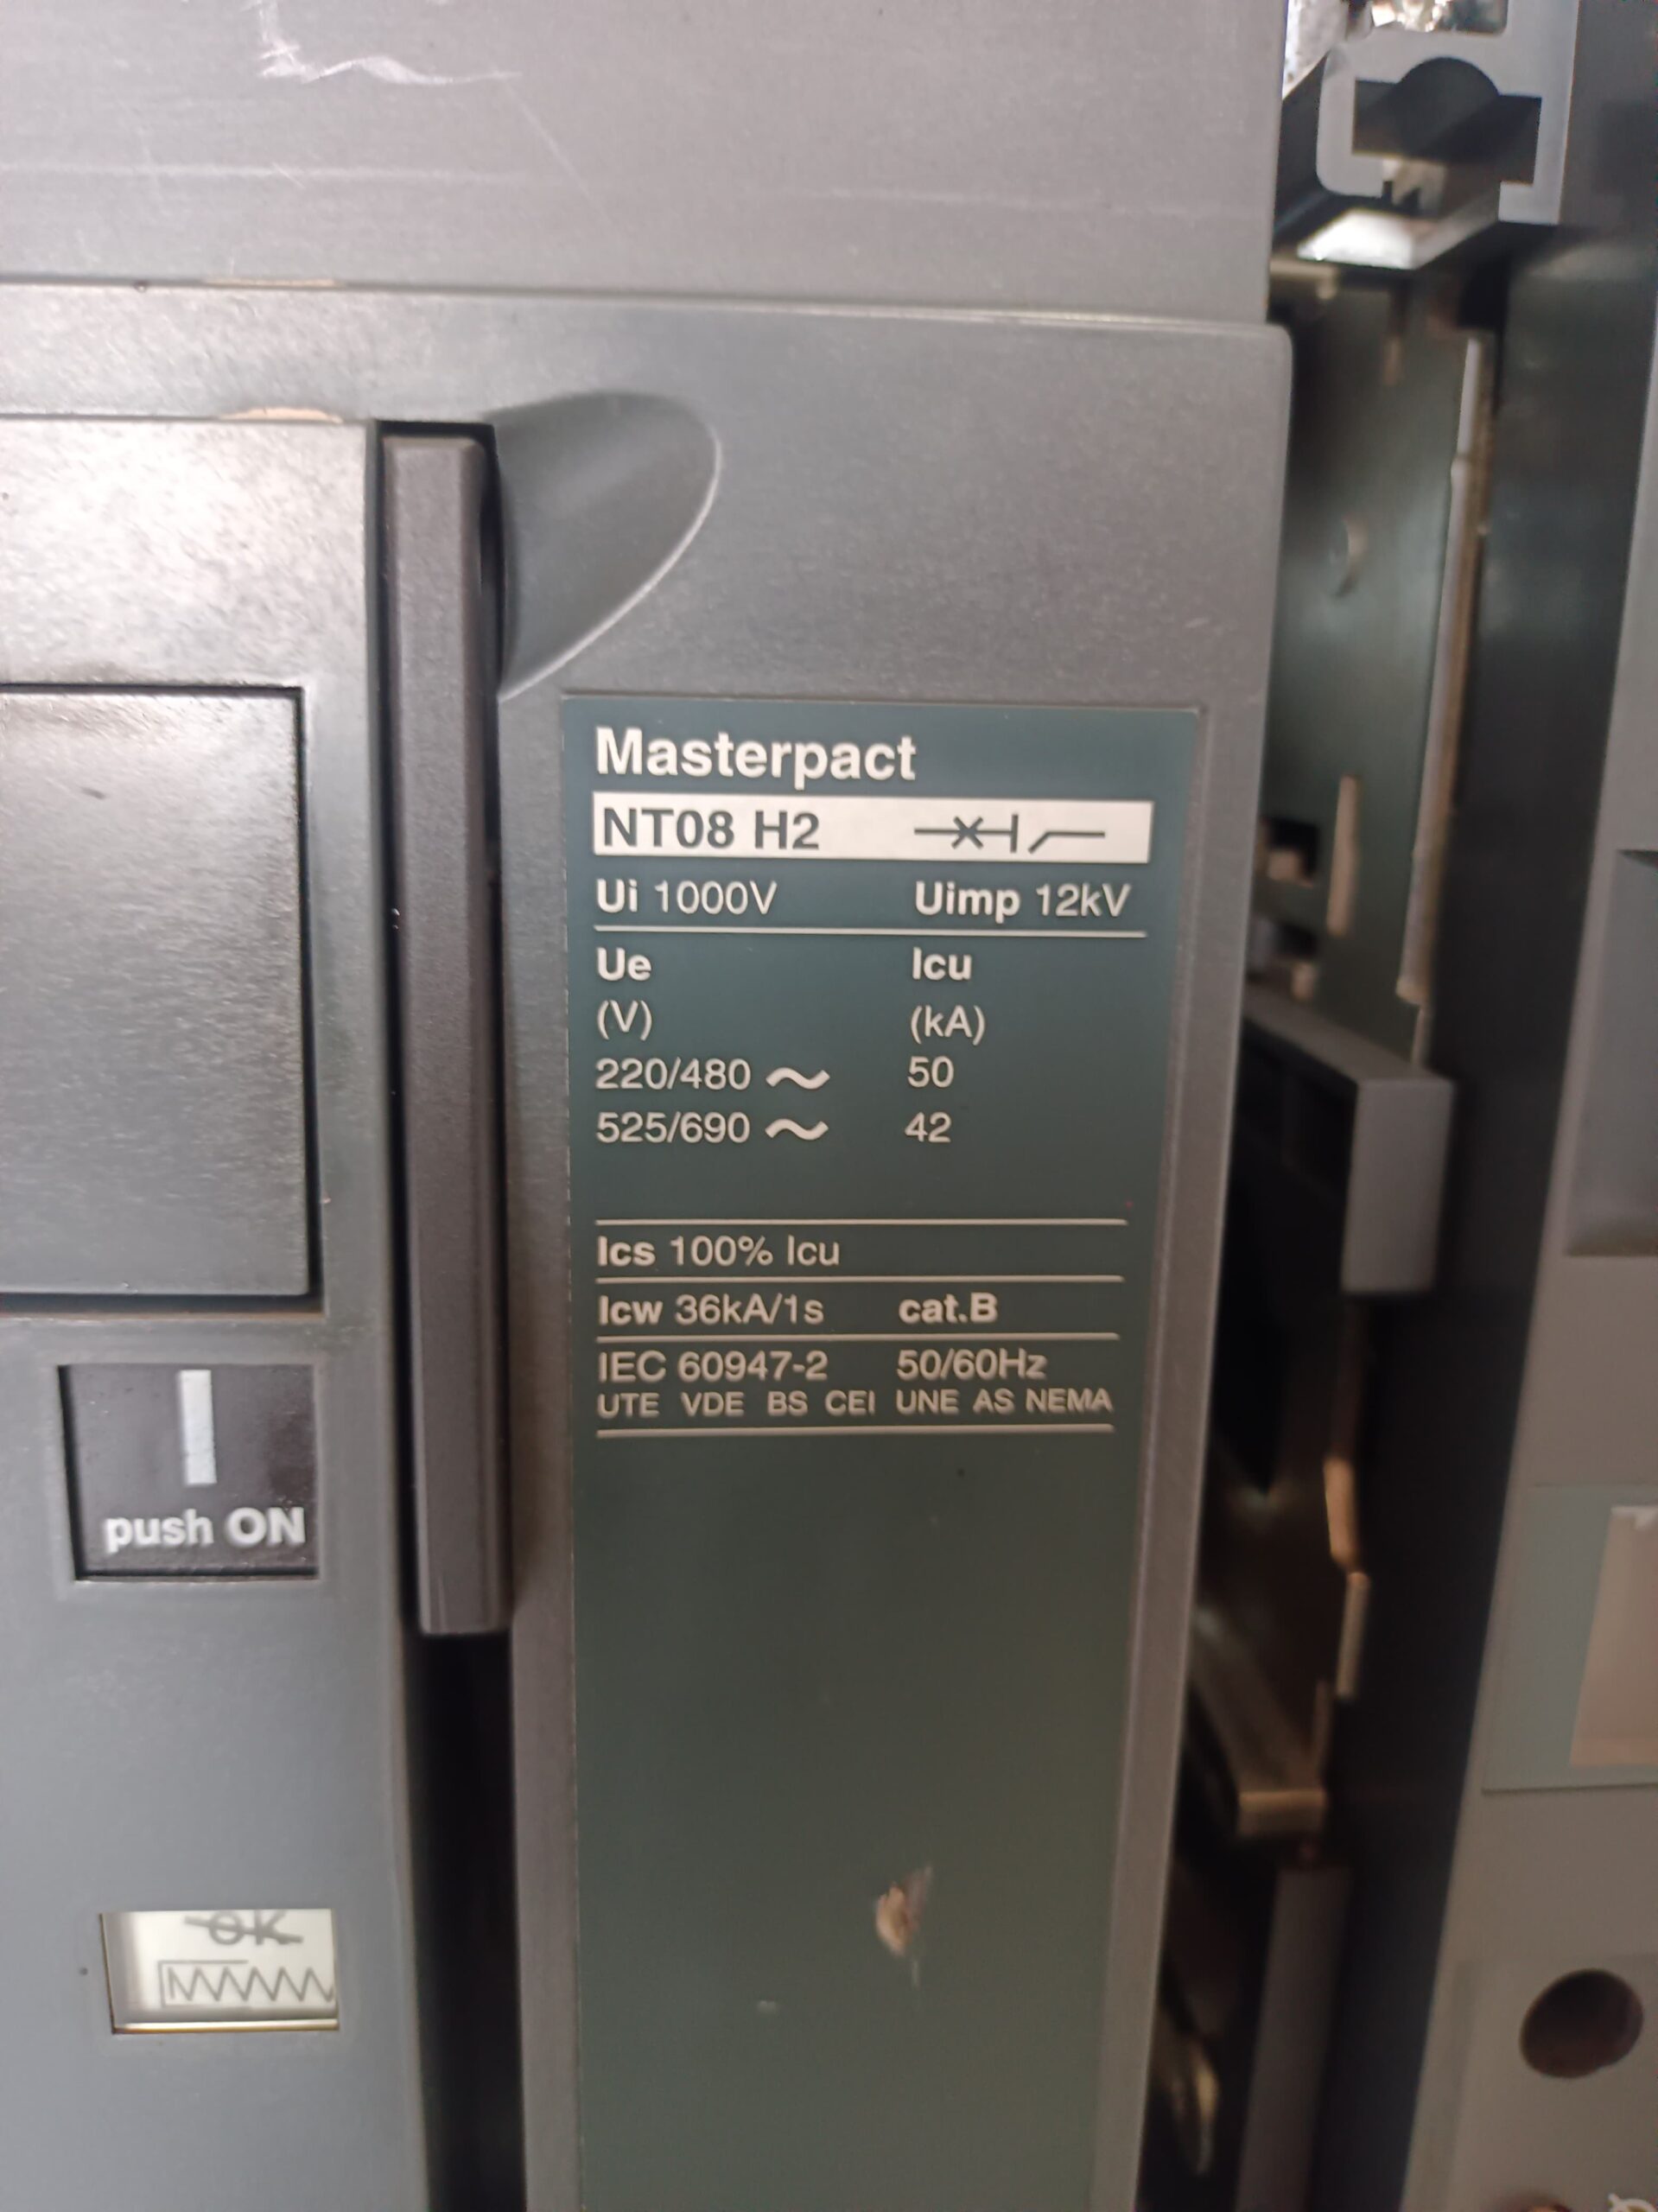 Masterpact
NT08 H2
Ui 1000V Uimp 12kV
Ue Icu
(V) (kA)
220/480 ~ 50
525/690 ~ 42
Ics 100% Icu
Icw 36kA/1s cat.B
IEC 60947-2 50/60Hz
UTE VDE BS CEI UNE AS NEMA
I
push ON
OK